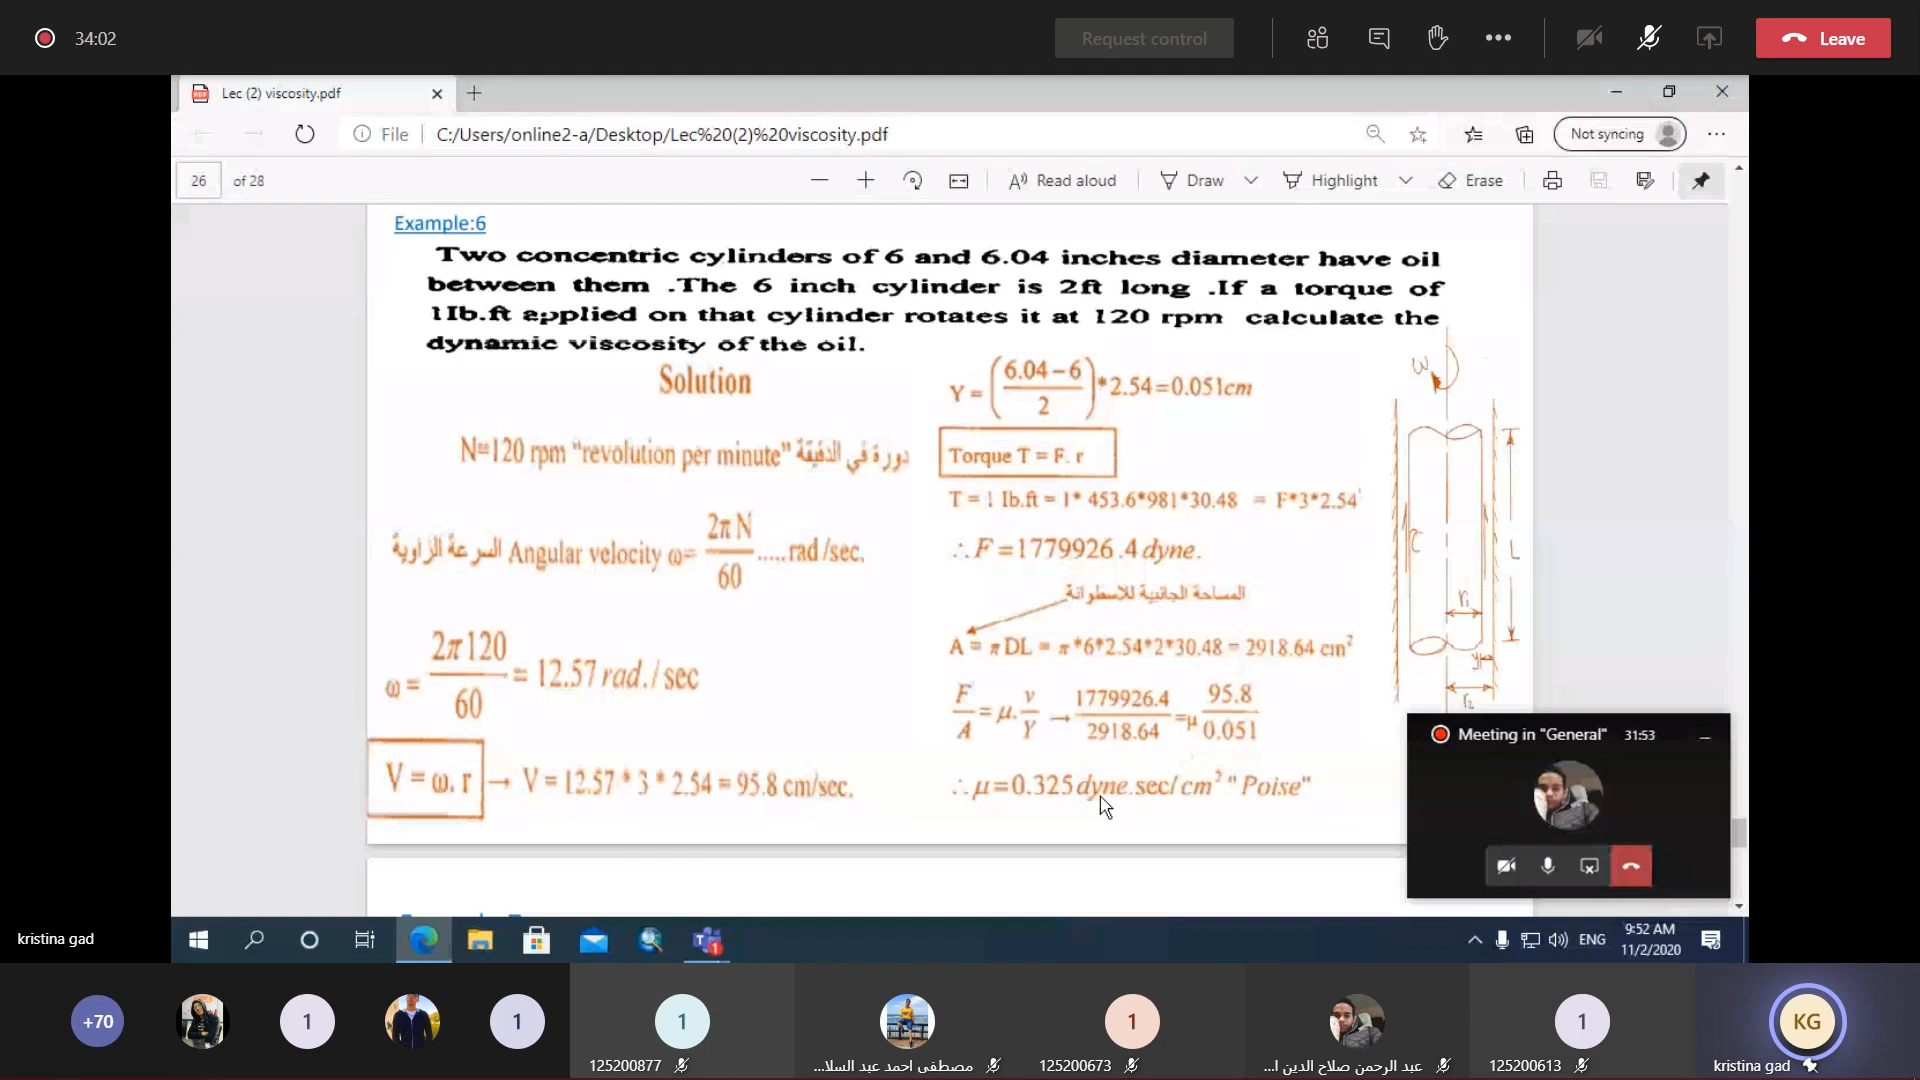 34:02
Request control
Leave
Lec (2) viscosity.pdf
File C:/Users/online2-a/Desktop/Lec%20(2)%20viscosity.pdf
Not syncing
26 of 28
Read aloud
Draw
Highlight
Erase
Example:6
Two concentric cylinders of 6 and 6.04 inches diameter have oil
between them .The 6 inch cylinder is 2ft long .If a torque of
1Ib.ft applied on that cylinder rotates it at 120 rpm calculate the
dynamic viscosity of the oil.
Solution
N=120 rpm "revolution per minute" دورة في الدقيقة
السرعة الزاوية Angular velocity ω= 2π N / 60 .....rad /sec.
ω = 2π120 / 60 = 12.57 rad./ sec
V = ω. r → V = 12.57 * 3 * 2.54 = 95.8 cm/sec.
Y = ( 6.04 – 6 / 2 ) *2.54=0.051cm
Torque T = F. r
T = 1 Ib.ft = 1* 453.6*981*30.48 = F*3*2.54
∴ F =1779926.4 dyne.
المساحة الجانبية للاسطوانة
A = π DL = π *6*2.54*2*30.48 = 2918.64 cm²
F / A = μ. v / Y → 1779926.4 / 2918.64 =μ 95.8 / 0.051
∴ μ=0.325 dyne.sec/ cm² " Poise"
ω
τ
L
r₁
y
r₂
Meeting in "General" 31:53
kristina gad
1
ENG
9:52 AM
11/2/2020
+70
1
1
1
125200877
مصطفى احمد عبد السلا...
1
125200673
عبد الرحمن صلاح الدين ا...
1
125200613
KG
kristina gad